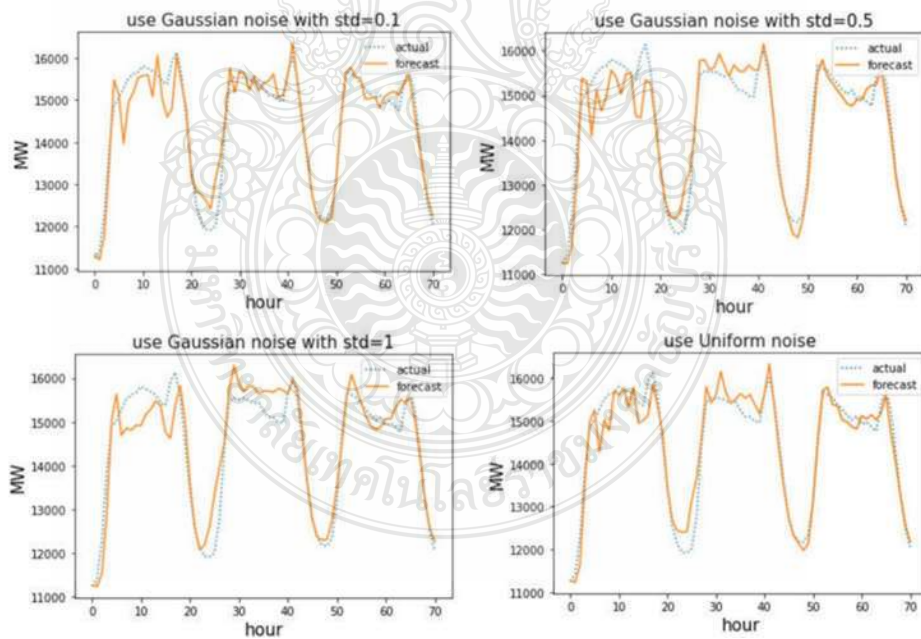 use Gaussian noise with std=0.1
actual
forecast
MW
16000
15000
14000
13000
12000
11000
0 10 20 30 40 50 60 70
hour
use Gaussian noise with std=0.5
actual
forecast
MW
16000
15000
14000
13000
12000
11000
0 10 20 30 40 50 60 70
hour
use Gaussian noise with std=1
actual
forecast
MW
16000
15000
14000
13000
12000
11000
0 10 20 30 40 50 60 70
hour
use Uniform noise
actual
forecast
MW
16000
15000
14000
13000
12000
11000
0 10 20 30 40 50 60 70
hour